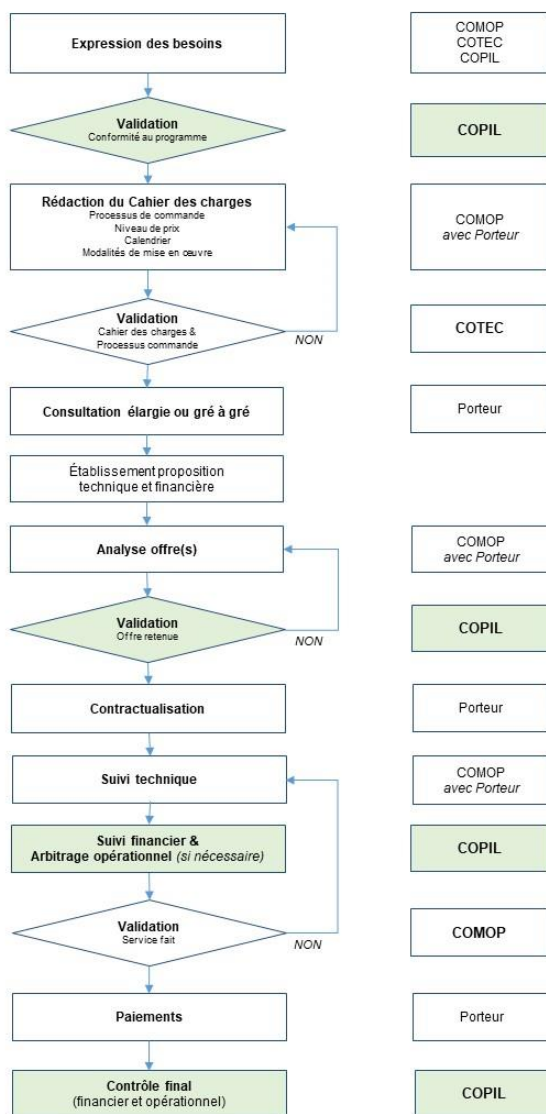 Expression des besoins
COMOP
COTEC
COPIL
Validation
Conformité au programme
COPIL
Rédaction du Cahier des charges
Processus de commande
Niveau de prix
Calendrier
Modalités de mise en œuvre
COMOP
avec Porteur
Validation
Cahier des charges &
Processus commande
NON
COTEC
Consultation élargie ou gré à gré
Porteur
Établissement proposition
technique et financière
Analyse offre(s)
COMOP
avec Porteur
Validation
Offre retenue
NON
COPIL
Contractualisation
Porteur
Suivi technique
COMOP
avec Porteur
Suivi financier &
Arbitrage opérationnel (si nécessaire)
COPIL
Validation
Service fait
NON
COMOP
Paiements
Porteur
Contrôle final
(financier et opérationnel)
COPIL